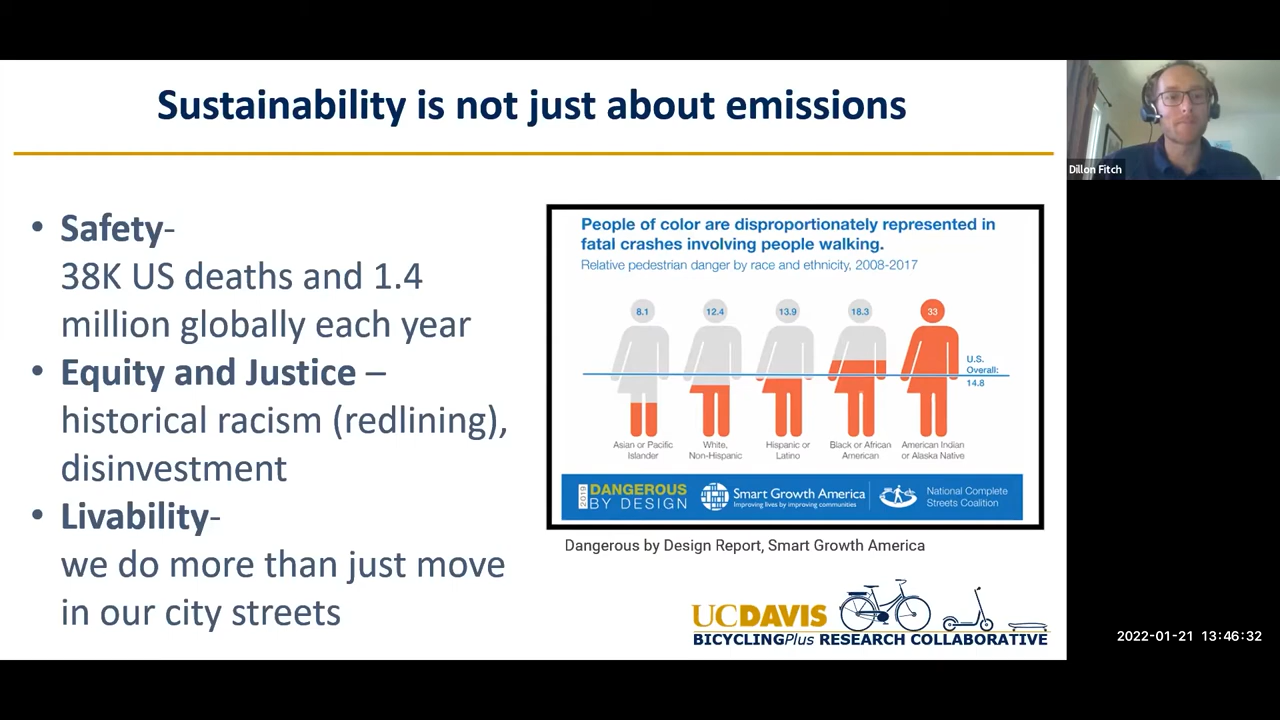 Sustainability is not just about emissions
Dillon Fitch
• Safety-
38K US deaths and 1.4
million globally each year
• Equity and Justice –
historical racism (redlining),
disinvestment
• Livability-
we do more than just move
in our city streets
People of color are disproportionately represented in
fatal crashes involving people walking.
Relative pedestrian danger by race and ethnicity, 2008-2017
8.1
12.4
13.9
18.3
33
U.S.
Overall:
14.8
Asian or Pacific
Islander
White,
Non-Hispanic
Hispanic or
Latino
Black or African
American
American Indian
or Alaska Native
2019
DANGEROUS
BY DESIGN
Smart Growth America
Improving lives by improving communities
National Complete
Streets Coalition
Dangerous by Design Report, Smart Growth America
UCDAVIS
BICYCLINGPlus RESEARCH COLLABORATIVE
2022-01-21 13:46:32